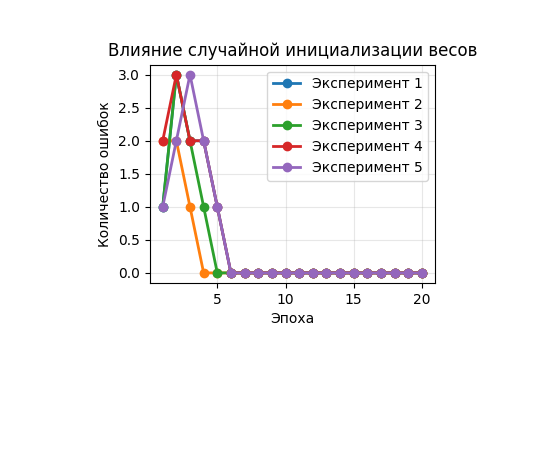 Влияние случайной инициализации весов
Количество ошибок
3.0
2.5
2.0
1.5
1.0
0.5
0.0
Эксперимент 1
Эксперимент 2
Эксперимент 3
Эксперимент 4
Эксперимент 5
5
10
15
20
Эпоха